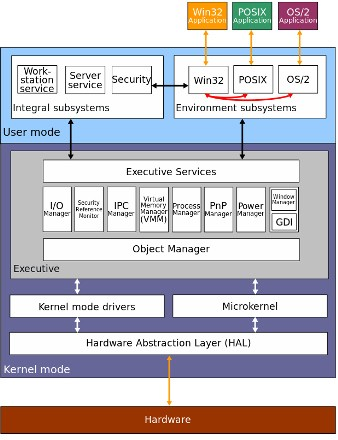 Win32
Application
POSIX
Application
OS/2
Application
Work-
station
service
Server
service
Security
Integral subsystems
Win32
POSIX
OS/2
Environment subsystems
User mode
Executive Services
I/O
Manager
Security
Reference
Monitor
IPC
Manager
Virtual
Memory
Manager
(VMM)
Process
Manager
PnP
Manager
Power
Manager
Window
Manager
GDI
Object Manager
Executive
Kernel mode drivers
Microkernel
Hardware Abstraction Layer (HAL)
Kernel mode
Hardware